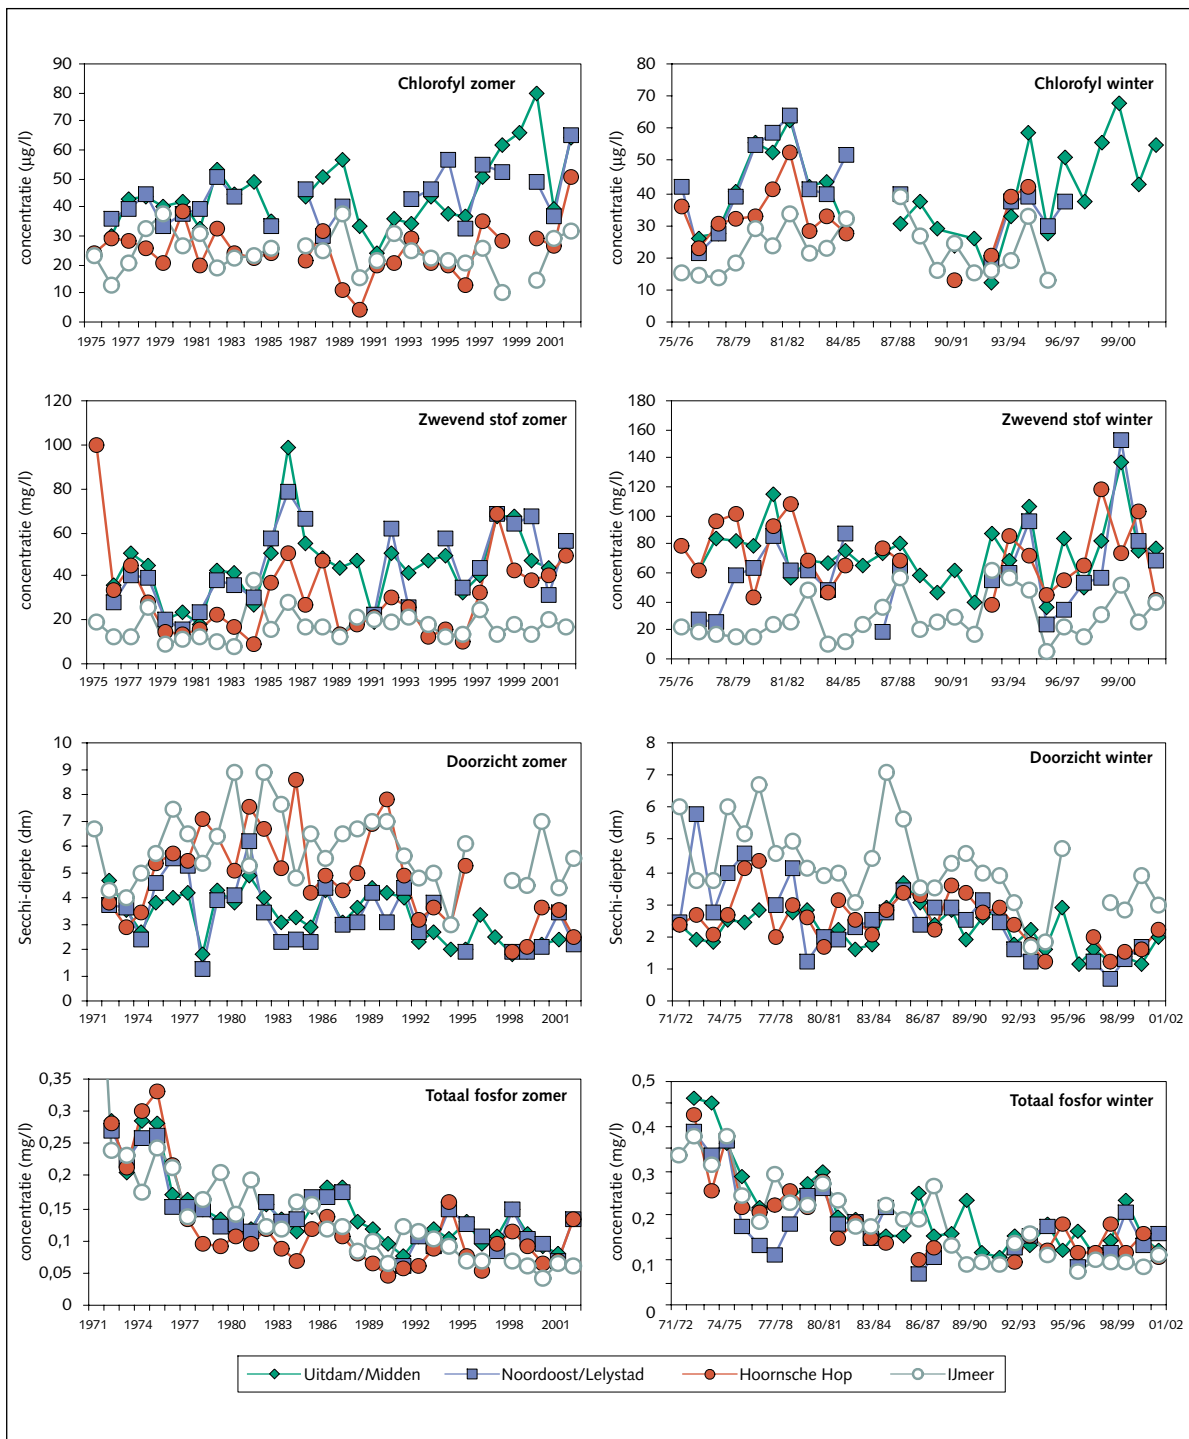 Chlorofyl zomer
concentratie (µg/l)
90
80
70
60
50
40
30
20
10
0
1975 1977 1979 1981 1983 1985 1987 1989 1991 1993 1995 1997 1999 2001
Chlorofyl winter
concentratie (µg/l)
80
70
60
50
40
30
20
10
0
75/76 78/79 81/82 84/85 87/88 90/91 93/94 96/97 99/00
Zwevend stof zomer
concentratie (mg/l)
120
100
80
60
40
20
0
1975 1977 1979 1981 1983 1985 1987 1989 1991 1993 1995 1997 1999 2001
Zwevend stof winter
concentratie (mg/l)
180
160
140
120
100
80
60
40
20
0
75/76 78/79 81/82 84/85 87/88 90/91 93/94 96/97 99/00
Doorzicht zomer
Secchi-diepte (dm)
10
9
8
7
6
5
4
3
2
1
0
1971 1974 1977 1980 1983 1986 1989 1992 1995 1998 2001
Doorzicht winter
Secchi-diepte (dm)
8
7
6
5
4
3
2
1
0
71/72 74/75 77/78 80/81 83/84 86/87 89/90 92/93 95/96 98/99 01/02
Totaal fosfor zomer
concentratie (mg/l)
0,35
0,3
0,25
0,2
0,15
0,1
0,05
0
1971 1974 1977 1980 1983 1986 1989 1992 1995 1998 2001
Totaal fosfor winter
concentratie (mg/l)
0,5
0,4
0,3
0,2
0,1
0
71/72 74/75 77/78 80/81 83/84 86/87 89/90 92/93 95/96 98/99 01/02
Uitdam/Midden Noordoost/Lelystad Hoornsche Hop IJmeer